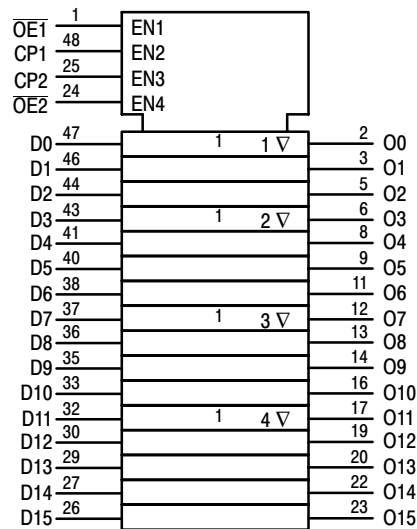 OE1 1 EN1
CP1 48 EN2
CP2 25 EN3
OE2 24 EN4
D0 47 1 1 ∇ 2 O0
D1 46 3 O1
D2 44 5 O2
D3 43 1 2 ∇ 6 O3
D4 41 8 O4
D5 40 9 O5
D6 38 11 O6
D7 37 1 3 ∇ 12 O7
D8 36 13 O8
D9 35 14 O9
D10 33 16 O10
D11 32 1 4 ∇ 17 O11
D12 30 19 O12
D13 29 20 O13
D14 27 22 O14
D15 26 23 O15